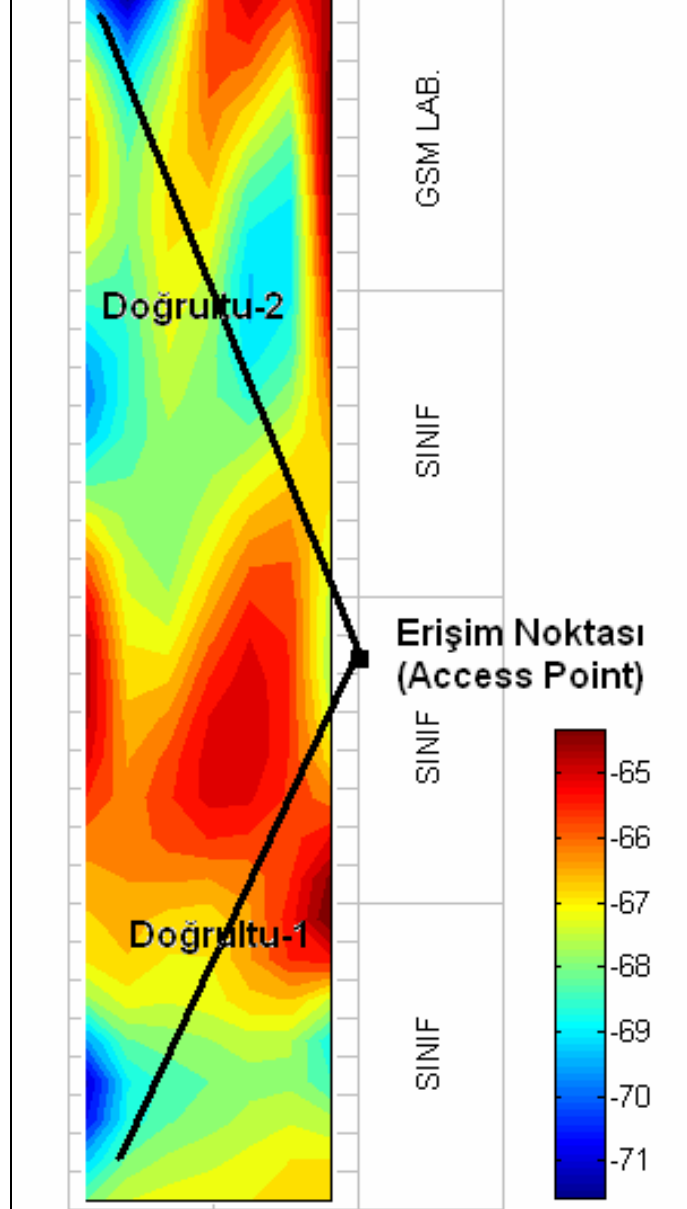 GSM LAB.
Doğrultu-2
SINIF
Erişim Noktası
(Access Point)
SINIF
-65
-66
-67
-68
-69
-70
-71
Doğrultu-1
SINIF